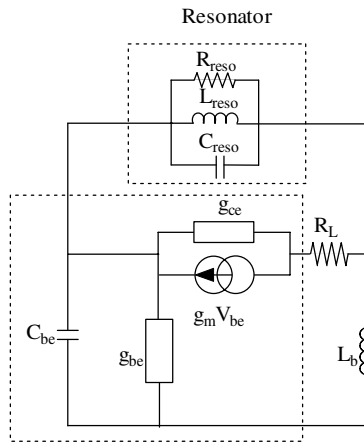 Resonator
Rreso
Lreso
Creso
gce
RL
gmVbe
Cbe
gbe
Lb